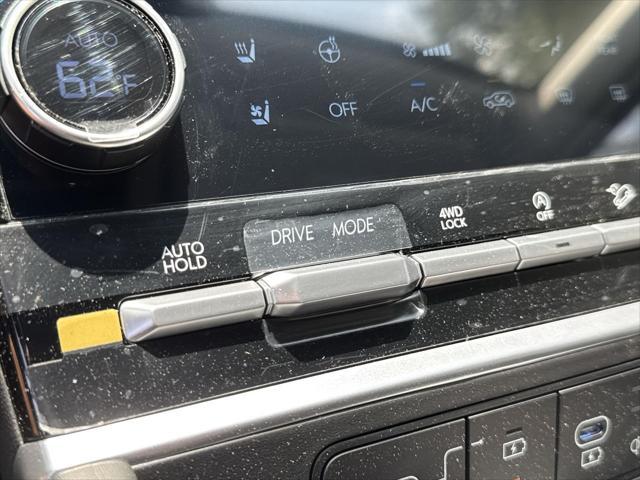 AUTO
62°F
OFF
A/C
DRIVE MODE
4WD
LOCK
OFF
AUTO
HOLD